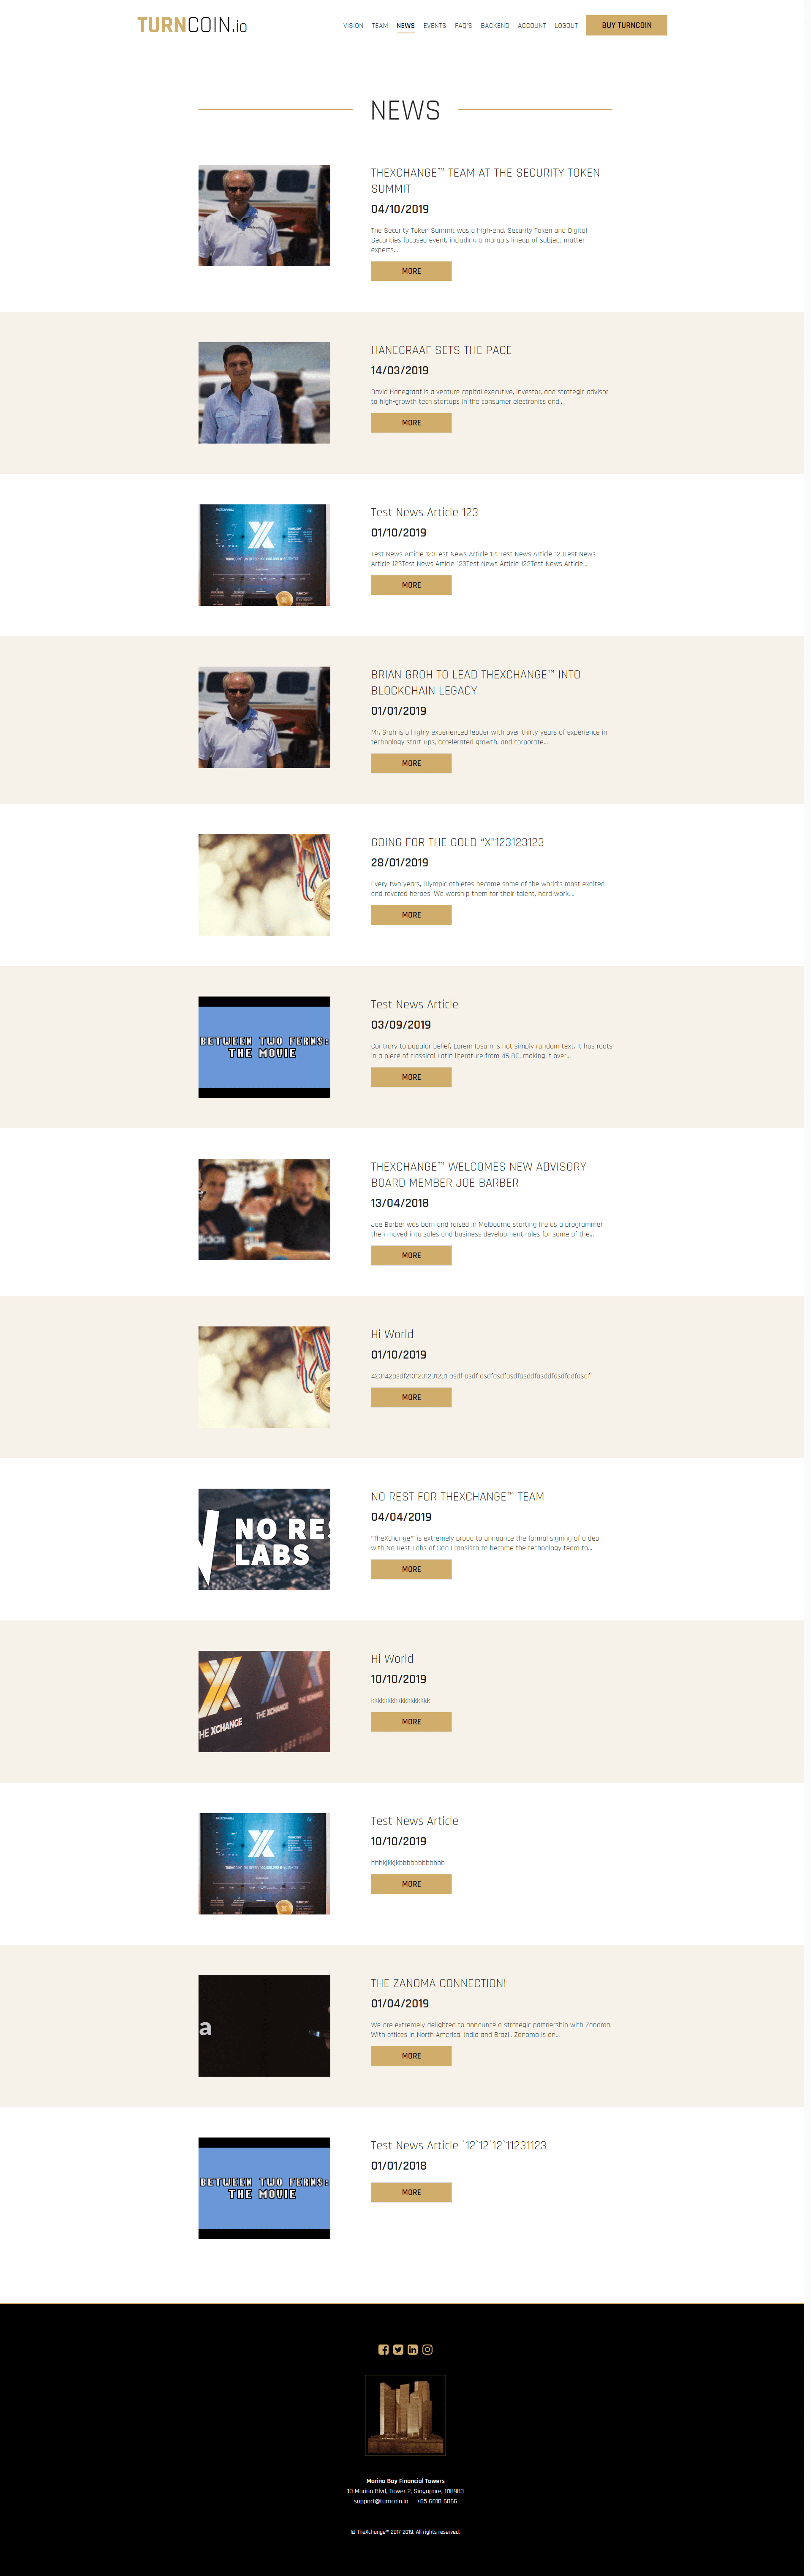 TURNCOIN.io
VISION TEAM NEWS EVENTS FAQ'S BACKEND ACCOUNT LOGOUT BUY TURNCOIN
NEWS
THEXCHANGE™ TEAM AT THE SECURITY TOKEN
SUMMIT
04/10/2019
The Security Token Summit was a high-end, Security Token and Digital
Securities focused event, including a marquis lineup of subject matter
experts...
MORE
HANEGRAAF SETS THE PACE
14/03/2019
David Hanegraaf is a venture capital executive, investor, and strategic advisor
to high-growth tech startups in the consumer electronics and...
MORE
Test News Article 123
01/10/2019
Test News Article 123Test News Article 123Test News Article 123Test News
Article 123Test News Article 123Test News Article 123Test News Article...
MORE
BRIAN GROH TO LEAD THEXCHANGE™ INTO
BLOCKCHAIN LEGACY
01/01/2019
Mr. Groh is a highly experienced leader with over thirty years of experience in
technology start-ups, accelerated growth, and corporate...
MORE
GOING FOR THE GOLD “X”123123123
28/01/2019
Every two years, Olympic athletes become some of the world's most exalted
and revered heroes. We worship them for their talent, hard work,...
MORE
BETWEEN TWO FERNS:
THE MOVIE
Test News Article
03/09/2019
Contrary to popular belief, Lorem Ipsum is not simply random text. It has roots
in a piece of classical Latin literature from 45 BC, making it over...
MORE
THEXCHANGE™ WELCOMES NEW ADVISORY
BOARD MEMBER JOE BARBER
13/04/2018
Joe Barber was born and raised in Melbourne starting life as a programmer
then moved into sales and business development roles for some of the...
MORE
Hi World
01/10/2019
MORE
NO RES
LABS
NO REST FOR THEXCHANGE™ TEAM
04/04/2019
"TheXchange™ is extremely proud to announce the formal signing of a deal
with No Rest Labs of San Fransisco to become the technology team to...
MORE
THE XCHANGE
Hi World
10/10/2019
MORE
Test News Article
10/10/2019
MORE
a
THE ZANOMA CONNECTION!
01/04/2019
We are extremely delighted to announce a strategic partnership with Zanoma.
With offices in North America, India and Brazil, Zanoma is an...
MORE
BETWEEN TWO FERNS:
THE MOVIE
Test News Article `12`12`12`11231123
01/01/2018
MORE
Marina Bay Financial Towers
10 Marina Blvd, Tower 2, Singapore, 018983
support@turncoin.io +65-6818-6066
© TheXchange™ 2017-2019. All rights reserved.